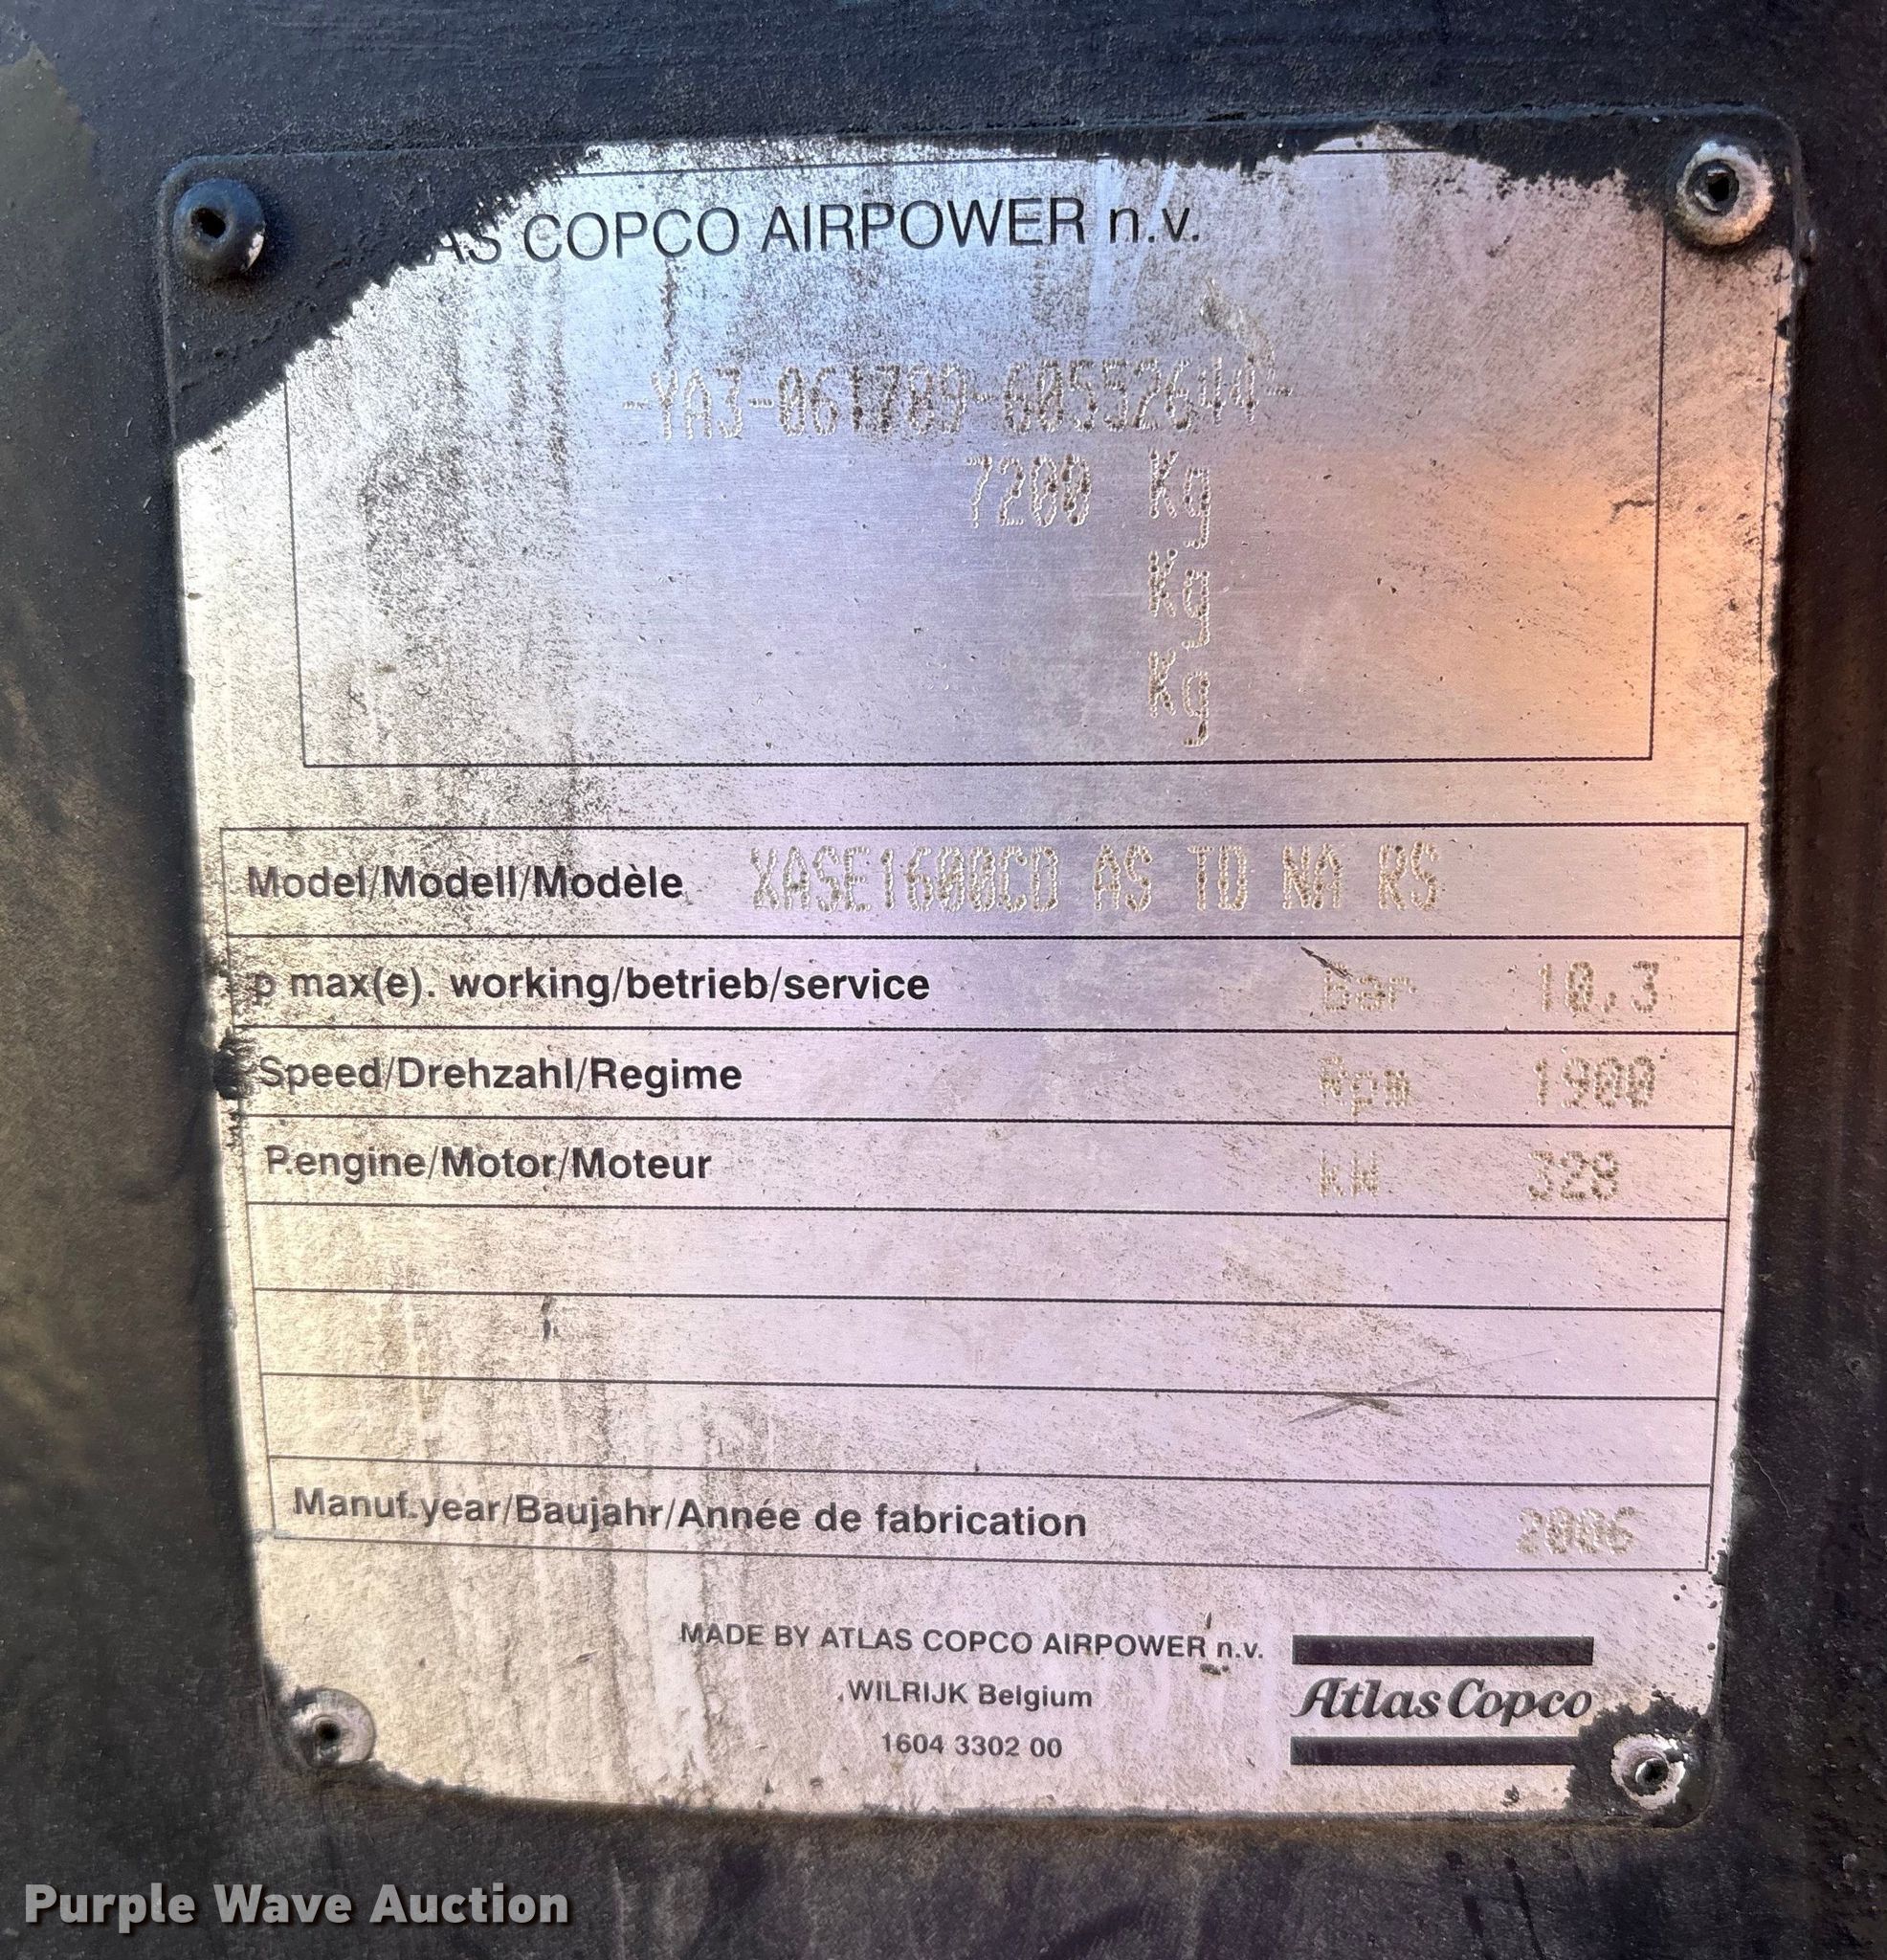 AS COPCO AIRPOWER n.v.
-YA3-061789-60552644-
7200 Kg
Kg
Kg
Model/Modell/Modèle XASE1600CD AS TD NA RS
p max(e). working/betrieb/service Bar 10,3
Speed/Drehzahl/Regime Rpm 1900
P.engine/Motor/Moteur kW 328
Manuf.year/Baujahr/Année de fabrication 2006
MADE BY ATLAS COPCO AIRPOWER n.v.
WILRIJK Belgium
1604 3302 00
Atlas Copco
Purple Wave Auction